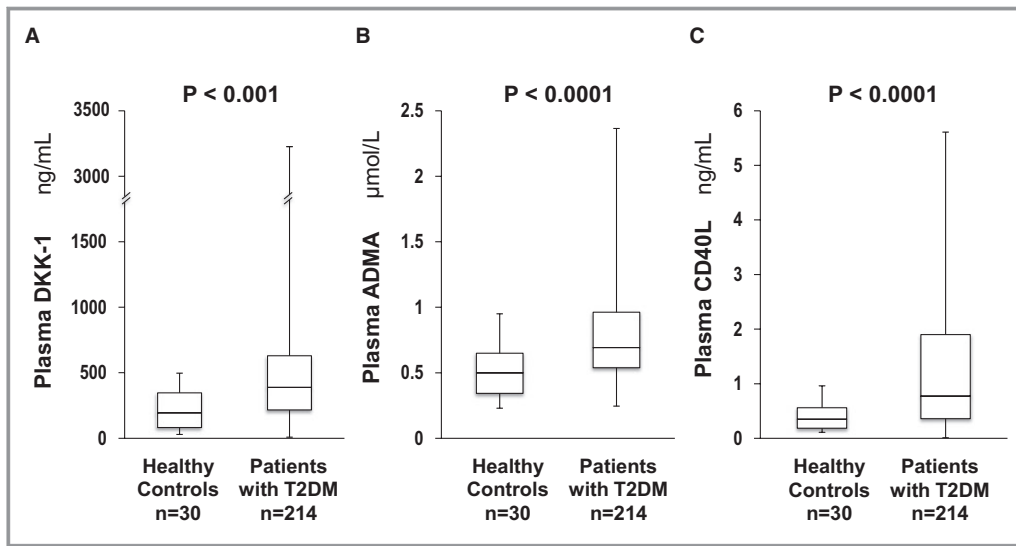 A
P < 0.001
Plasma DKK-1 ng/mL
3500
3000
1500
1000
500
0
Healthy
Controls
n=30
Patients
with T2DM
n=214
B
P < 0.0001
Plasma ADMA µmol/L
2.5
2
1.5
1
0.5
0
Healthy
Controls
n=30
Patients
with T2DM
n=214
C
P < 0.0001
Plasma CD40L ng/mL
6
5
4
3
2
1
0
Healthy
Controls
n=30
Patients
with T2DM
n=214